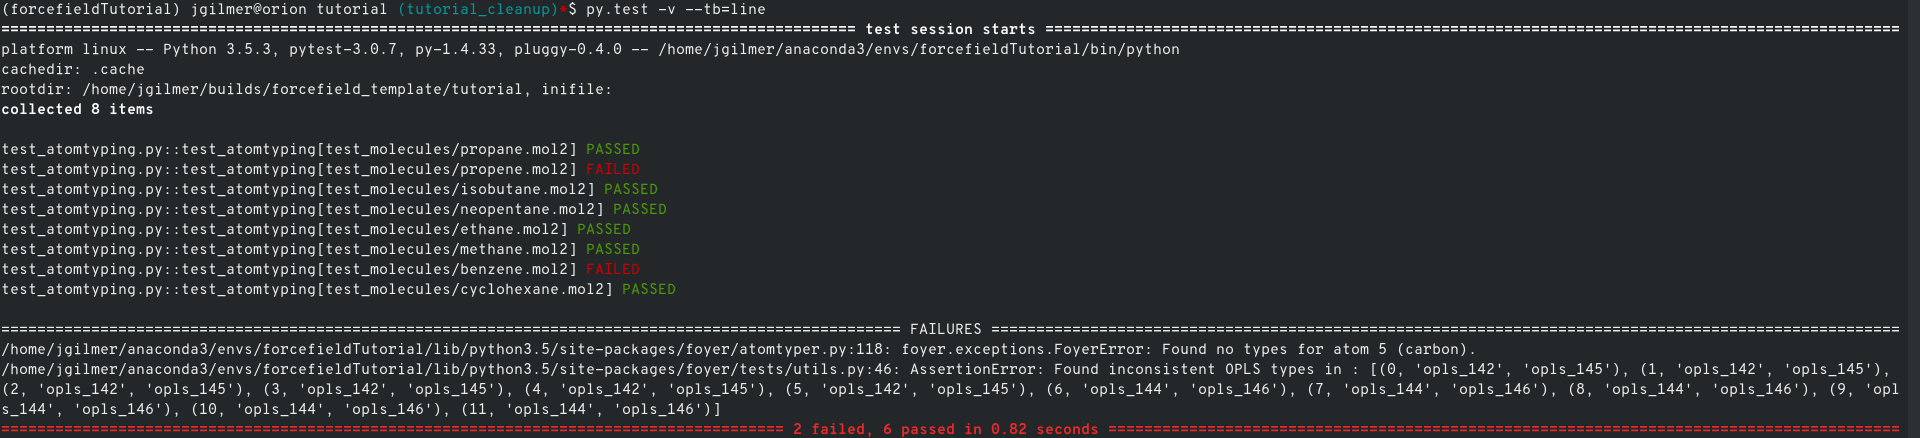 (forcefieldTutorial) jgilmer@orion tutorial (tutorial_cleanup)*$ py.test -v --tb=line
=============================================================================================== test session starts ===============================================================================================
platform linux -- Python 3.5.3, pytest-3.0.7, py-1.4.33, pluggy-0.4.0 -- /home/jgilmer/anaconda3/envs/forcefieldTutorial/bin/python
cachedir: .cache
rootdir: /home/jgilmer/builds/forcefield_template/tutorial, inifile:
collected 8 items
test_atomtyping.py::test_atomtyping[test_molecules/propane.mol2] PASSED
test_atomtyping.py::test_atomtyping[test_molecules/propene.mol2] FAILED
test_atomtyping.py::test_atomtyping[test_molecules/isobutane.mol2] PASSED
test_atomtyping.py::test_atomtyping[test_molecules/neopentane.mol2] PASSED
test_atomtyping.py::test_atomtyping[test_molecules/ethane.mol2] PASSED
test_atomtyping.py::test_atomtyping[test_molecules/methane.mol2] PASSED
test_atomtyping.py::test_atomtyping[test_molecules/benzene.mol2] FAILED
test_atomtyping.py::test_atomtyping[test_molecules/cyclohexane.mol2] PASSED
==================================================================================================== FAILURES =====================================================================================================
/home/jgilmer/anaconda3/envs/forcefieldTutorial/lib/python3.5/site-packages/foyer/atomtyper.py:118: foyer.exceptions.FoyerError: Found no types for atom 5 (carbon).
/home/jgilmer/anaconda3/envs/forcefieldTutorial/lib/python3.5/site-packages/foyer/tests/utils.py:46: AssertionError: Found inconsistent OPLS types in : [(0, 'opls_142', 'opls_145'), (1, 'opls_142', 'opls_145'),
(2, 'opls_142', 'opls_145'), (3, 'opls_142', 'opls_145'), (4, 'opls_142', 'opls_145'), (5, 'opls_142', 'opls_145'), (6, 'opls_144', 'opls_146'), (7, 'opls_144', 'opls_146'), (8, 'opls_144', 'opls_146'), (9, 'opl
s_144', 'opls_146'), (10, 'opls_144', 'opls_146'), (11, 'opls_144', 'opls_146')]
======================================================================================= 2 failed, 6 passed in 0.82 seconds ========================================================================================